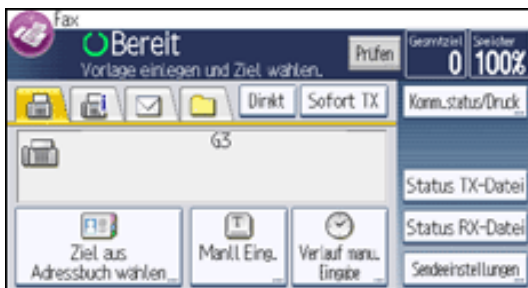 Fax
Bereit
Vorlage einlegen und Ziel wählen.
Prüfen
Gesmtziel
0
Speicher
100%
Direkt
Sofort TX
Komm.status/Druck
G3
Status TX-Datei
Status RX-Datei
Ziel aus
Adressbuch wählen
Manll Eing.
Verlauf manu.
Eingabe
Sendeeinstellungen